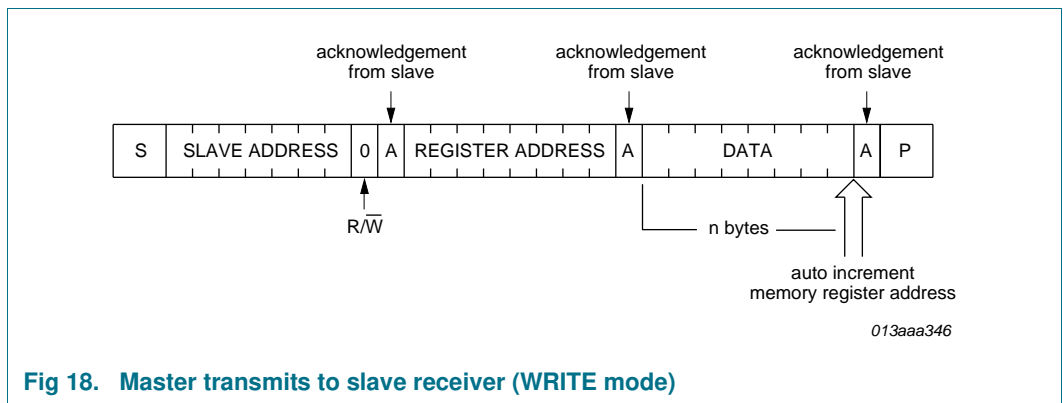 acknowledgement
from slave
acknowledgement
from slave
acknowledgement
from slave
S SLAVE ADDRESS 0 A REGISTER ADDRESS A DATA A P
R/W̅
n bytes
auto increment
memory register address
013aaa346
Fig 18. Master transmits to slave receiver (WRITE mode)